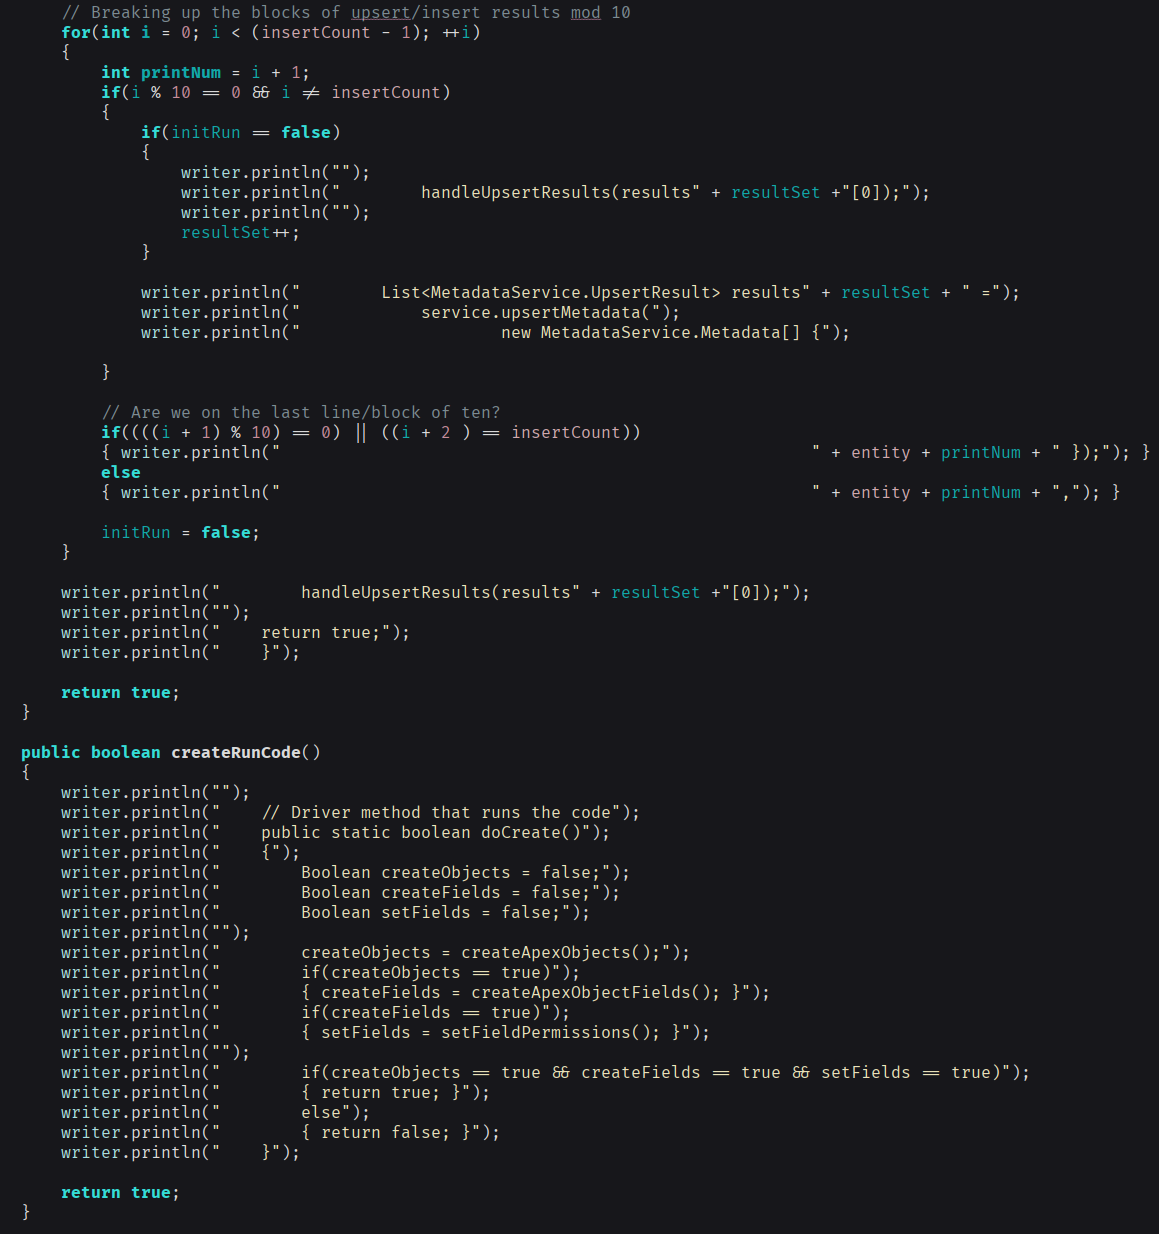 // Breaking up the blocks of upsert/insert results mod 10
for(int i = 0; i < (insertCount - 1); ++i)
{
int printNum = i + 1;
if(i % 10 == 0 && i != insertCount)
{
if(initRun == false)
{
writer.println("");
writer.println("        handleUpsertResults(results" + resultSet +"[0]);");
writer.println("");
resultSet++;
}
writer.println("        List<MetadataService.UpsertResult> results" + resultSet + " =");
writer.println("            service.upsertMetadata(");
writer.println("                    new MetadataService.Metadata[] {");
}
// Are we on the last line/block of ten?
if((((i + 1) % 10) == 0) || ((i + 2 ) == insertCount))
{ writer.println("                                                     " + entity + printNum + " });"); }
else
{ writer.println("                                                     " + entity + printNum + ","); }
initRun = false;
}
writer.println("        handleUpsertResults(results" + resultSet +"[0]);");
writer.println("");
writer.println("    return true;");
writer.println("    }");
return true;
}
public boolean createRunCode()
{
writer.println("");
writer.println("    // Driver method that runs the code");
writer.println("    public static boolean doCreate()");
writer.println("    {");
writer.println("        Boolean createObjects = false;");
writer.println("        Boolean createFields = false;");
writer.println("        Boolean setFields = false;");
writer.println("");
writer.println("        createObjects = createApexObjects();");
writer.println("        if(createObjects == true)");
writer.println("        { createFields = createApexObjectFields(); }");
writer.println("        if(createFields == true)");
writer.println("        { setFields = setFieldPermissions(); }");
writer.println("");
writer.println("        if(createObjects == true && createFields == true && setFields == true)");
writer.println("        { return true; }");
writer.println("        else");
writer.println("        { return false; }");
writer.println("    }");
return true;
}